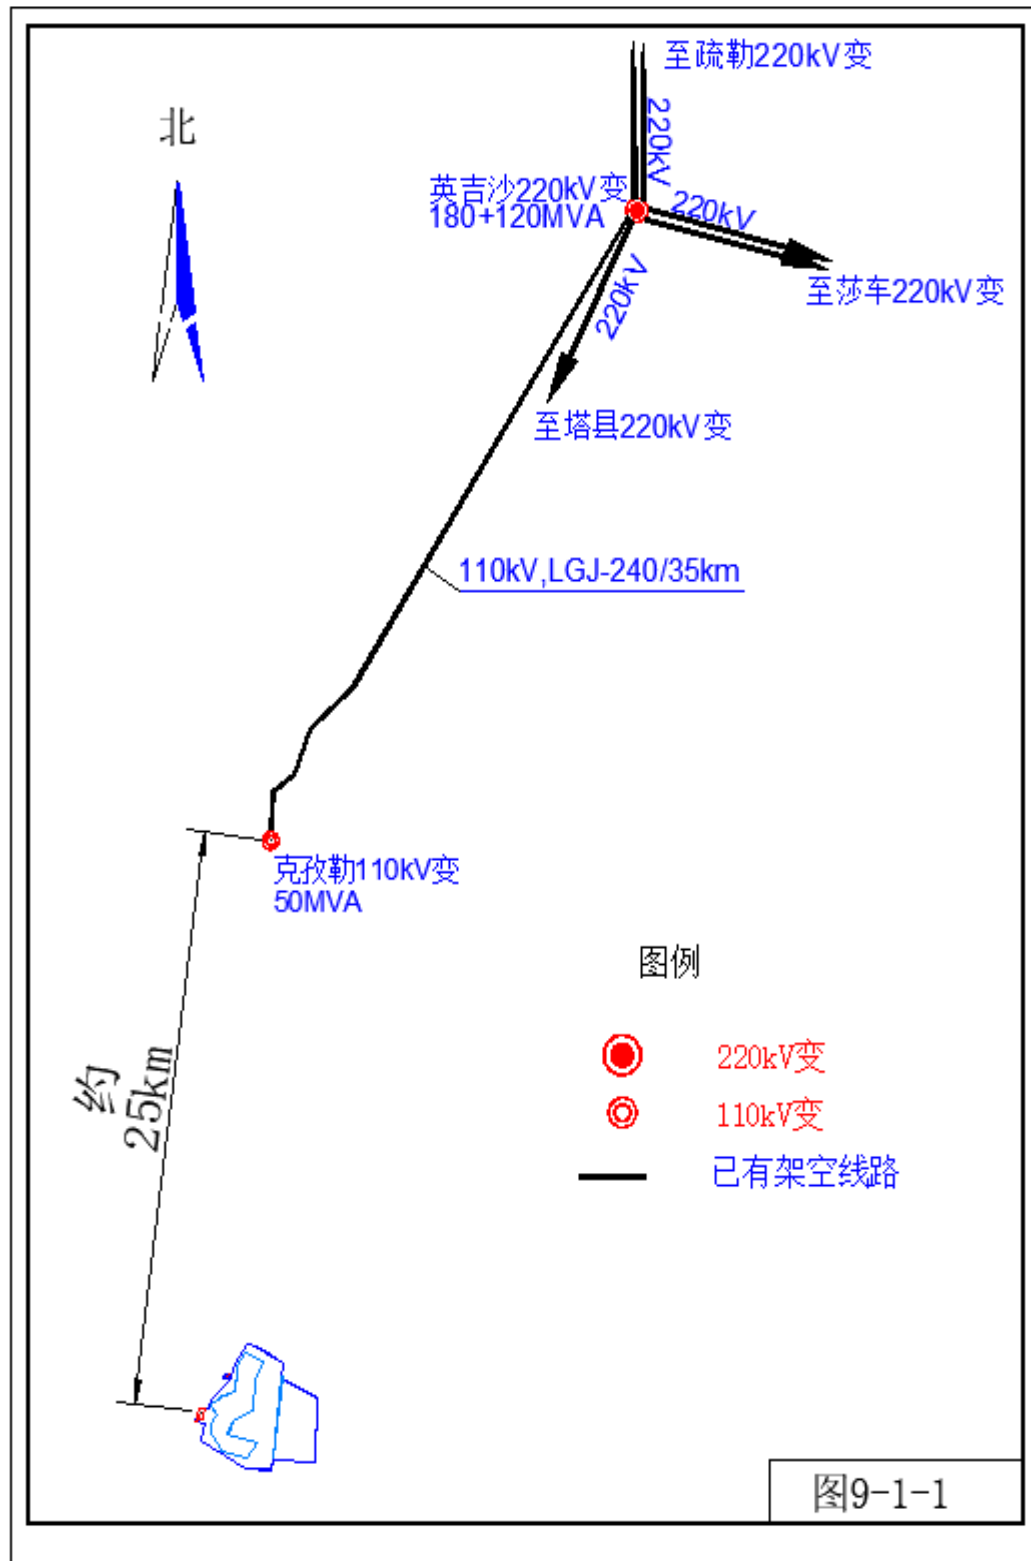 至疏勒220kV变
北
220kV
英吉沙220kV变
180+120MVA
220kV
至莎车220kV变
220kV
至塔县220kV变
110kV,LGJ-240/35km
克孜勒110kV变
50MVA
图例
220kV变
110kV变
已有架空线路
约
25km
图9-1-1